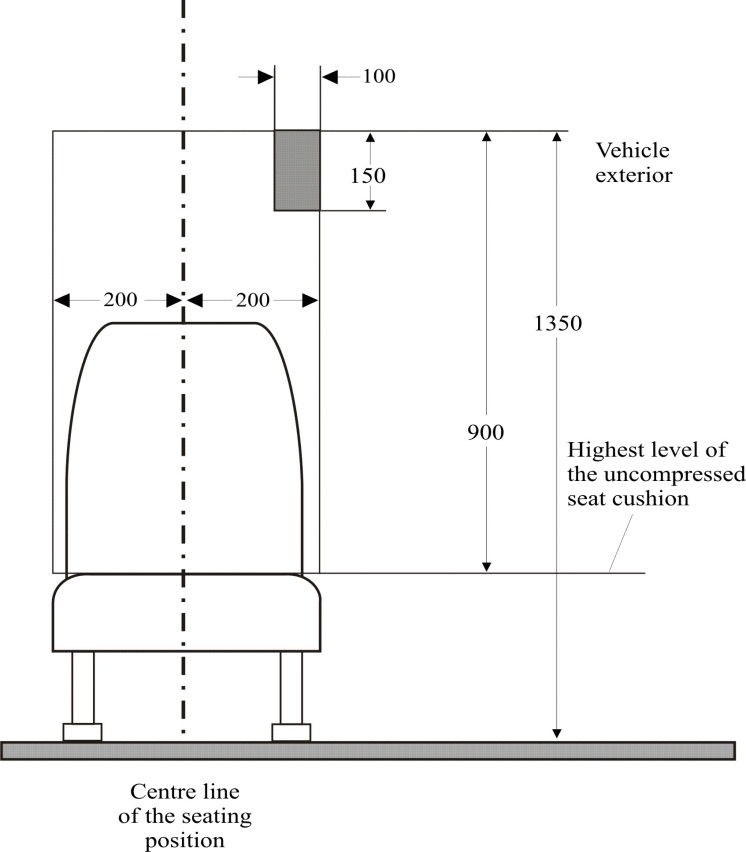 100
Vehicle
exterior
150
200
200
1350
900
Highest level of
the uncompressed
seat cushion
Centre line
of the seating
position